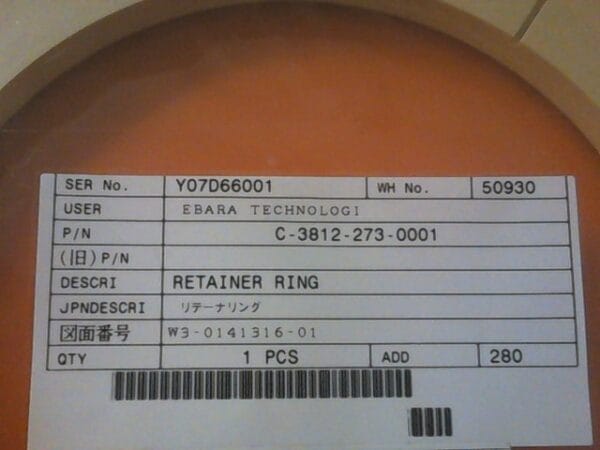 SER No. Y07D66001 WH No. 50930
USER EBARA TECHNOLOGI
P/N C-3812-273-0001
(旧) P/N
DESCRI RETAINER RING
JPNDESCRI リテーナリング
図面番号 W3-0141316-01
QTY 1 PCS ADD 280